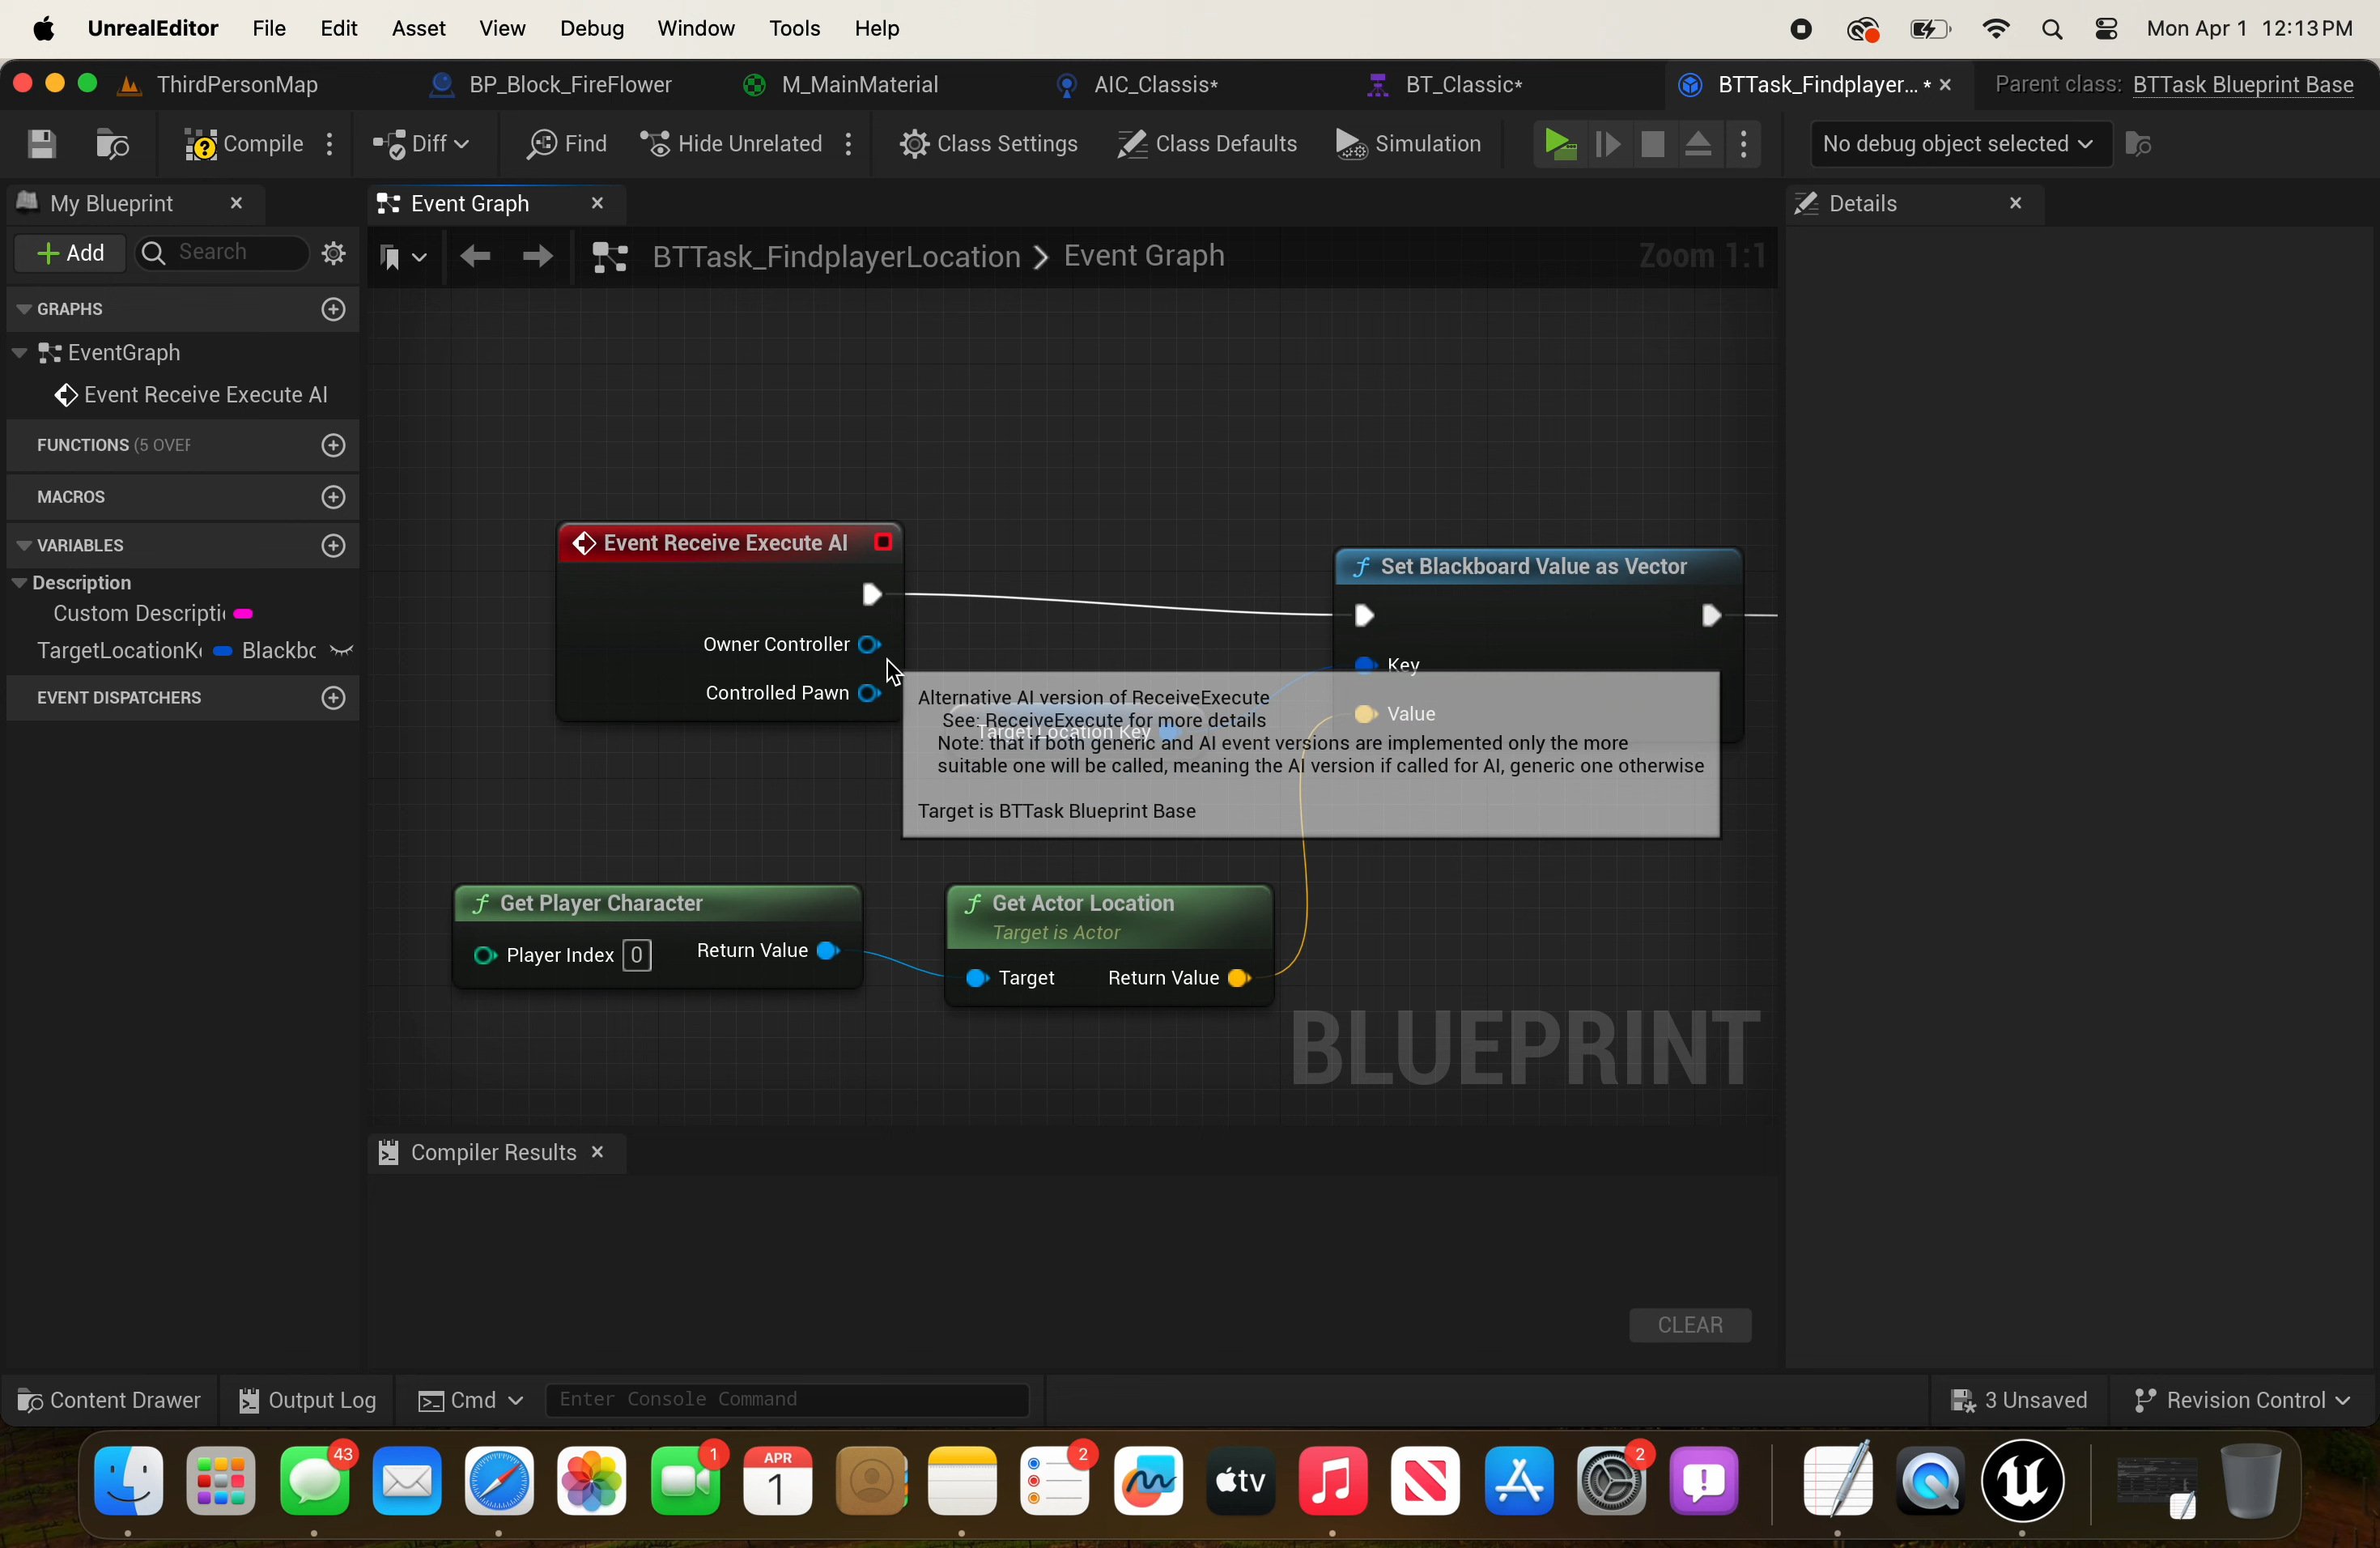 UnrealEditor File Edit Asset View Debug Window Tools Help Mon Apr 1 12:13 PM
ThirdPersonMap BP_Block_FireFlower M_MainMaterial AIC_Classis* BT_Classic* BTTask_Findplayer... * Parent class: BTTask Blueprint Base
Compile Diff Find Hide Unrelated Class Settings Class Defaults Simulation No debug object selected
My Blueprint Event Graph Details
Add Search BTTask_FindplayerLocation > Event Graph Zoom 1:1
GRAPHS
EventGraph
Event Receive Execute AI
FUNCTIONS (5 OVER
MACROS
VARIABLES
Description
Custom Descripti
TargetLocationK Blackbc
EVENT DISPATCHERS
Event Receive Execute AI
Owner Controller
Controlled Pawn
Set Blackboard Value as Vector
Key
Value
Target Location Key
Alternative AI version of ReceiveExecute
See: ReceiveExecute for more details
Note: that if both generic and AI event versions are implemented only the more
suitable one will be called, meaning the AI version if called for AI, generic one otherwise
Target is BTTask Blueprint Base
Get Player Character
Player Index 0 Return Value
Get Actor Location
Target is Actor
Target Return Value
BLUEPRINT
Compiler Results
CLEAR
Content Drawer Output Log Cmd Enter Console Command 3 Unsaved Revision Control
43 1 APR 1 2 tv 2